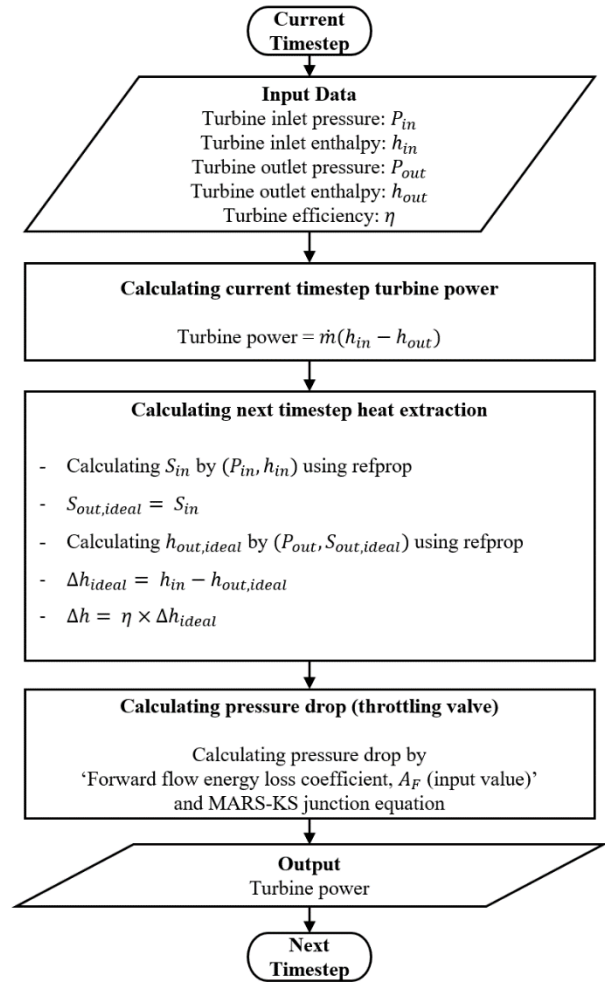 Current
Timestep
Input Data
Turbine inlet pressure: P_in
Turbine inlet enthalpy: h_in
Turbine outlet pressure: P_out
Turbine outlet enthalpy: h_out
Turbine efficiency: η
Calculating current timestep turbine power
Turbine power = ṁ(h_in − h_out)
Calculating next timestep heat extraction
- Calculating S_in by (P_in, h_in) using refprop
- S_out,ideal = S_in
- Calculating h_out,ideal by (P_out, S_out,ideal) using refprop
- Δh_ideal = h_in − h_out,ideal
- Δh = η × Δh_ideal
Calculating pressure drop (throttling valve)
Calculating pressure drop by
‘Forward flow energy loss coefficient, A_F (input value)’
and MARS-KS junction equation
Output
Turbine power
Next
Timestep